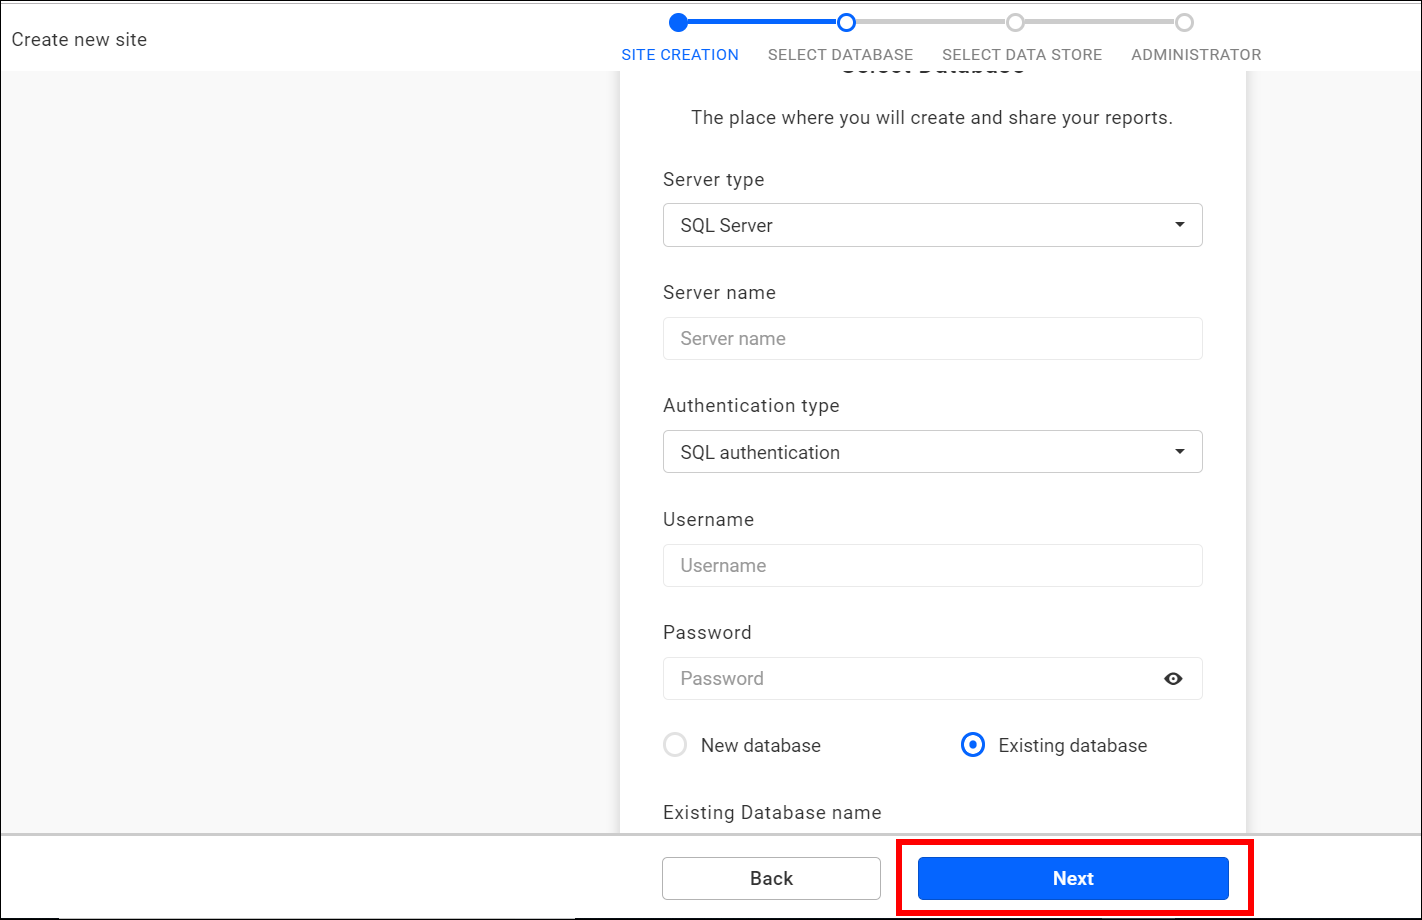 Create new site
SITE CREATION
SELECT DATABASE
SELECT DATA STORE
ADMINISTRATOR
Select Database
The place where you will create and share your reports.
Server type
SQL Server
Server name
Server name
Authentication type
SQL authentication
Username
Username
Password
Password
New database
Existing database
Existing Database name
Back
Next